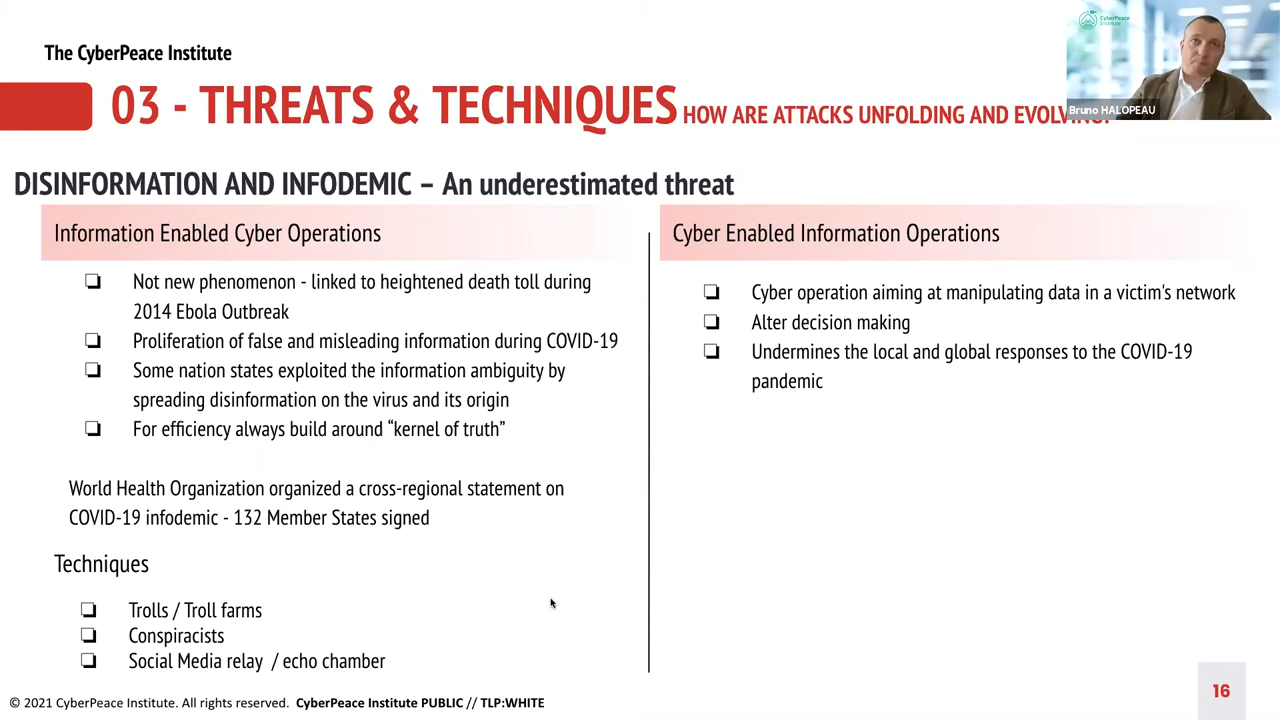 The CyberPeace Institute
CyberPeace
Institute
03 - THREATS & TECHNIQUES HOW ARE ATTACKS UNFOLDING AND EVOLVING?
Bruno HALOPEAU
DISINFORMATION AND INFODEMIC – An underestimated threat
Information Enabled Cyber Operations
❑ Not new phenomenon - linked to heightened death toll during
2014 Ebola Outbreak
❑ Proliferation of false and misleading information during COVID-19
❑ Some nation states exploited the information ambiguity by
spreading disinformation on the virus and its origin
❑ For efficiency always build around “kernel of truth”
World Health Organization organized a cross-regional statement on
COVID-19 infodemic - 132 Member States signed
Techniques
❑ Trolls / Troll farms
❑ Conspiracists
❑ Social Media relay / echo chamber
Cyber Enabled Information Operations
❑ Cyber operation aiming at manipulating data in a victim's network
❑ Alter decision making
❑ Undermines the local and global responses to the COVID-19
pandemic
© 2021 CyberPeace Institute. All rights reserved. CyberPeace Institute PUBLIC // TLP:WHITE
16